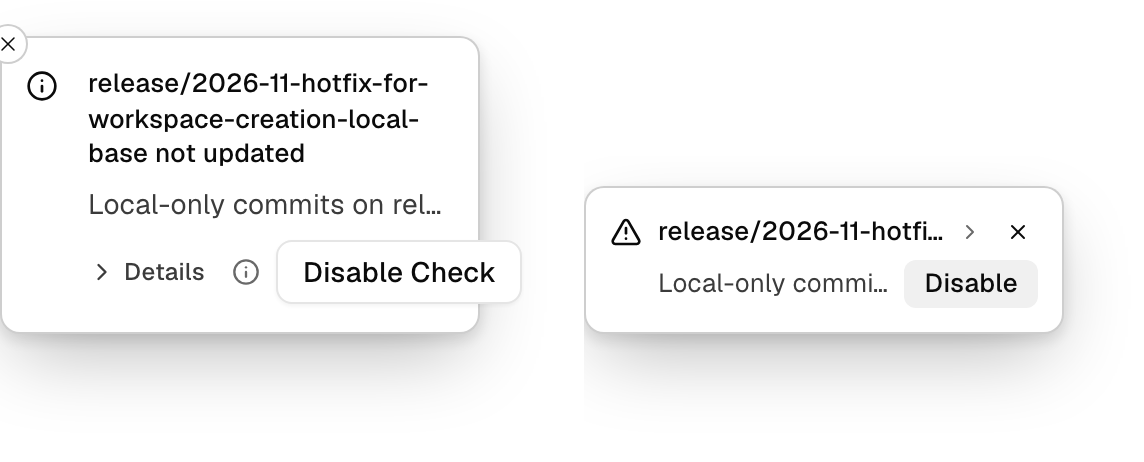 release/2026-11-hotfix-for-
workspace-creation-local-
base not updated
Local-only commits on rel…
Details
Disable Check
release/2026-11-hotfi…
Local-only commi…
Disable